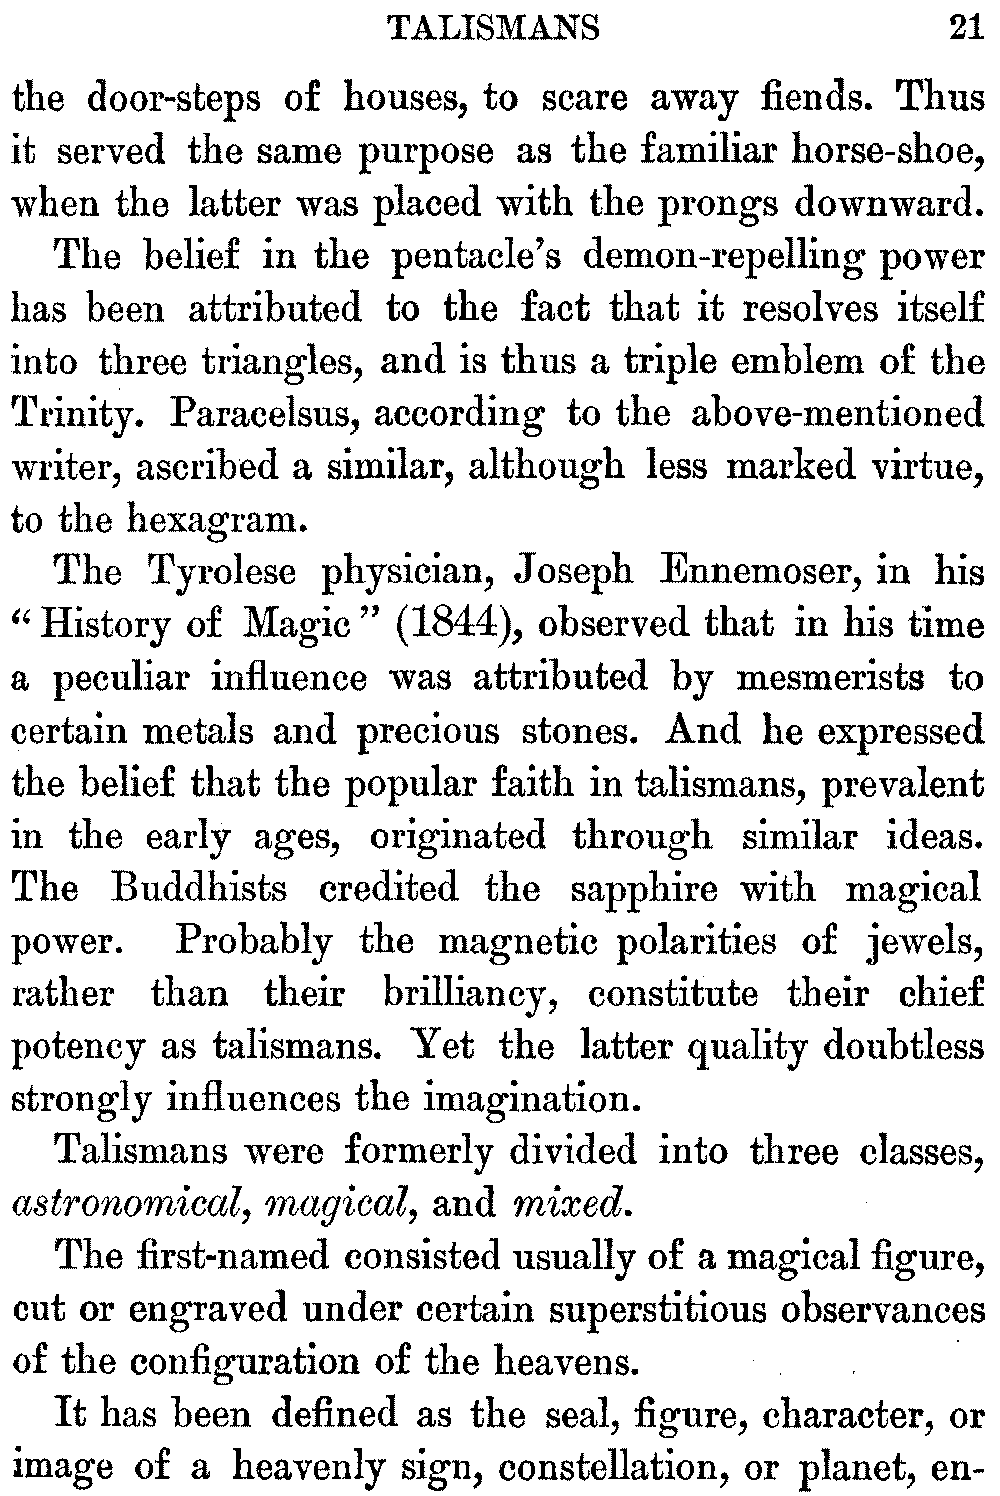 TALISMANS 21
the door-steps of houses, to scare away fiends. Thus
it served the same purpose as the familiar horse-shoe,
when the latter was placed with the prongs downward.
The belief in the pentacle's demon-repelling power
has been attributed to the fact that it resolves itself
into three triangles, and is thus a triple emblem of the
Trinity. Paracelsus, according to the above-mentioned
writer, ascribed a similar, although less marked virtue,
to the hexagram.
The Tyrolese physician, Joseph Ennemoser, in his
“History of Magic” (1844), observed that in his time
a peculiar influence was attributed by mesmerists to
certain metals and precious stones. And he expressed
the belief that the popular faith in talismans, prevalent
in the early ages, originated through similar ideas.
The Buddhists credited the sapphire with magical
power. Probably the magnetic polarities of jewels,
rather than their brilliancy, constitute their chief
potency as talismans. Yet the latter quality doubtless
strongly influences the imagination.
Talismans were formerly divided into three classes,
astronomical, magical, and mixed.
The first-named consisted usually of a magical figure,
cut or engraved under certain superstitious observances
of the configuration of the heavens.
It has been defined as the seal, figure, character, or
image of a heavenly sign, constellation, or planet, en-